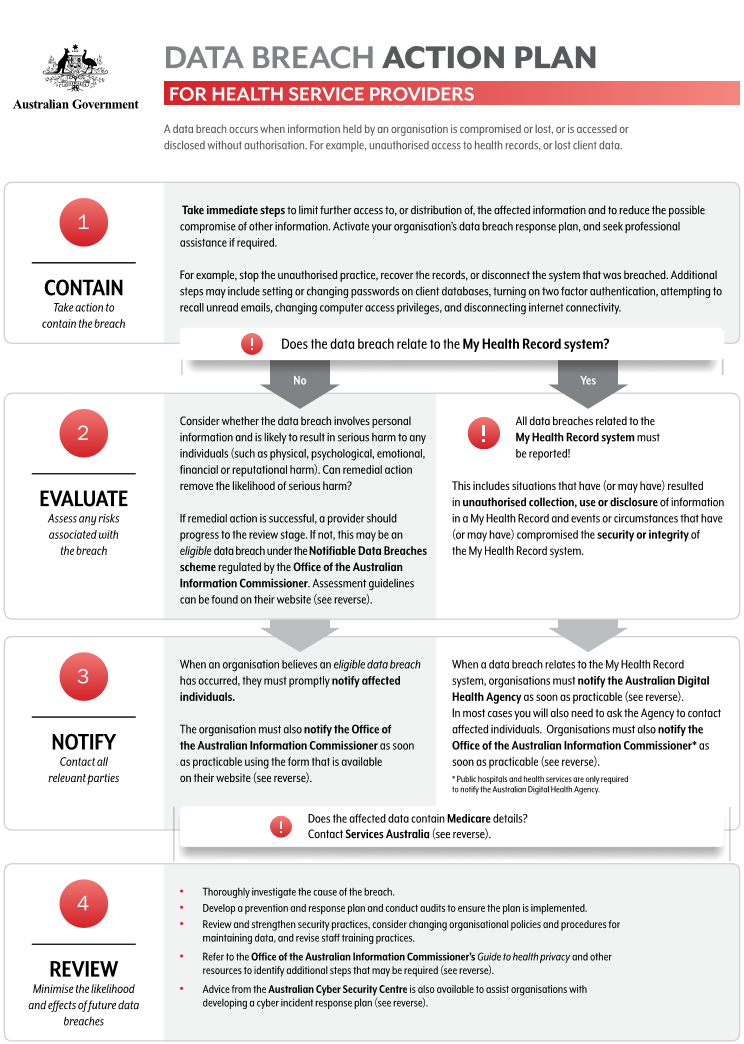 DATA BREACH ACTION PLAN
Australian Government
FOR HEALTH SERVICE PROVIDERS
A data breach occurs when information held by an organisation is compromised or lost, or is accessed or
disclosed without authorisation. For example, unauthorised access to health records, or lost client data.
1
CONTAIN
Take action to
contain the breach
Take immediate steps to limit further access to, or distribution of, the affected information and to reduce the possible
compromise of other information. Activate your organisation's data breach response plan, and seek professional
assistance if required.
For example, stop the unauthorised practice, recover the records, or disconnect the system that was breached. Additional
steps may include setting or changing passwords on client databases, turning on two factor authentication, attempting to
recall unread emails, changing computer access privileges, and disconnecting internet connectivity.
! Does the data breach relate to the My Health Record system?
No
Yes
2
EVALUATE
Assess any risks
associated with
the breach
Consider whether the data breach involves personal
information and is likely to result in serious harm to any
individuals (such as physical, psychological, emotional,
financial or reputational harm). Can remedial action
remove the likelihood of serious harm?
If remedial action is successful, a provider should
progress to the review stage. If not, this may be an
eligible data breach under the Notifiable Data Breaches
scheme regulated by the Office of the Australian
Information Commissioner. Assessment guidelines
can be found on their website (see reverse).
!
All data breaches related to the
My Health Record system must
be reported!
This includes situations that have (or may have) resulted
in unauthorised collection, use or disclosure of information
in a My Health Record and events or circumstances that have
(or may have) compromised the security or integrity of
the My Health Record system.
3
NOTIFY
Contact all
relevant parties
When an organisation believes an eligible data breach
has occurred, they must promptly notify affected
individuals.
The organisation must also notify the Office of
the Australian Information Commissioner as soon
as practicable using the form that is available
on their website (see reverse).
When a data breach relates to the My Health Record
system, organisations must notify the Australian Digital
Health Agency as soon as practicable (see reverse).
In most cases you will also need to ask the Agency to contact
affected individuals. Organisations must also notify the
Office of the Australian Information Commissioner* as
soon as practicable (see reverse).
* Public hospitals and health services are only required
to notify the Australian Digital Health Agency.
!
Does the affected data contain Medicare details?
Contact Services Australia (see reverse).
4
REVIEW
Minimise the likelihood
and effects of future data
breaches
• Thoroughly investigate the cause of the breach.
• Develop a prevention and response plan and conduct audits to ensure the plan is implemented.
• Review and strengthen security practices, consider changing organisational policies and procedures for
maintaining data, and revise staff training practices.
• Refer to the Office of the Australian Information Commissioner's Guide to health privacy and other
resources to identify additional steps that may be required (see reverse).
• Advice from the Australian Cyber Security Centre is also available to assist organisations with
developing a cyber incident response plan (see reverse).